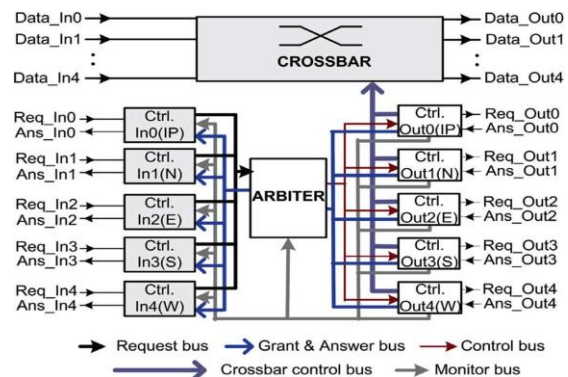 Data_In0
Data_In1
⋮
Data_In4
CROSSBAR
Data_Out0
Data_Out1
⋮
Data_Out4
Req_In0
Ans_In0
Ctrl.
In0(IP)
Req_In1
Ans_In1
Ctrl.
In1(N)
Req_In2
Ans_In2
Ctrl.
In2(E)
Req_In3
Ans_In3
Ctrl.
In3(S)
Req_In4
Ans_In4
Ctrl.
In4(W)
ARBITER
Ctrl.
Out0(IP)
Req_Out0
Ans_Out0
Ctrl.
Out1(N)
Req_Out1
Ans_Out1
Ctrl.
Out2(E)
Req_Out2
Ans_Out2
Ctrl.
Out3(S)
Req_Out3
Ans_Out3
Ctrl.
Out4(W)
Req_Out4
Ans_Out4
Request bus
Grant & Answer bus
Control bus
Crossbar control bus
Monitor bus